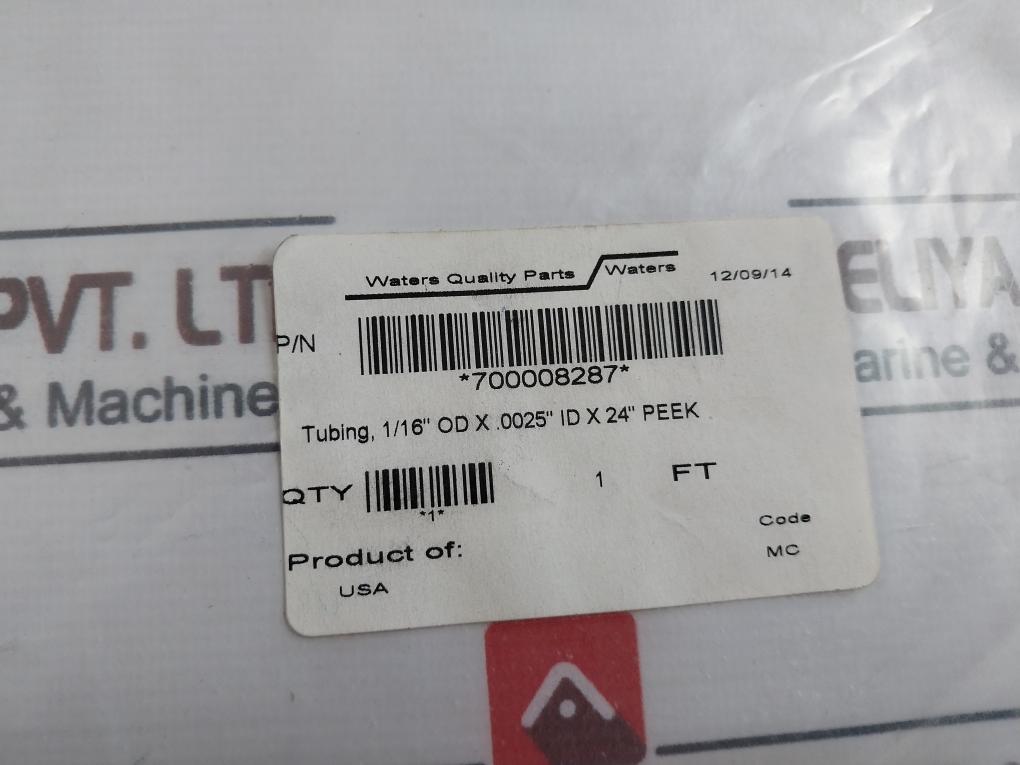 Waters Quality Parts Waters 12/09/14
P/N
*700008287*
Tubing, 1/16" OD X .0025" ID X 24" PEEK
QTY 1 FT
*1*
Code
Product of: MC
USA
PVT. LT
& Machine
ELIYA
arine &